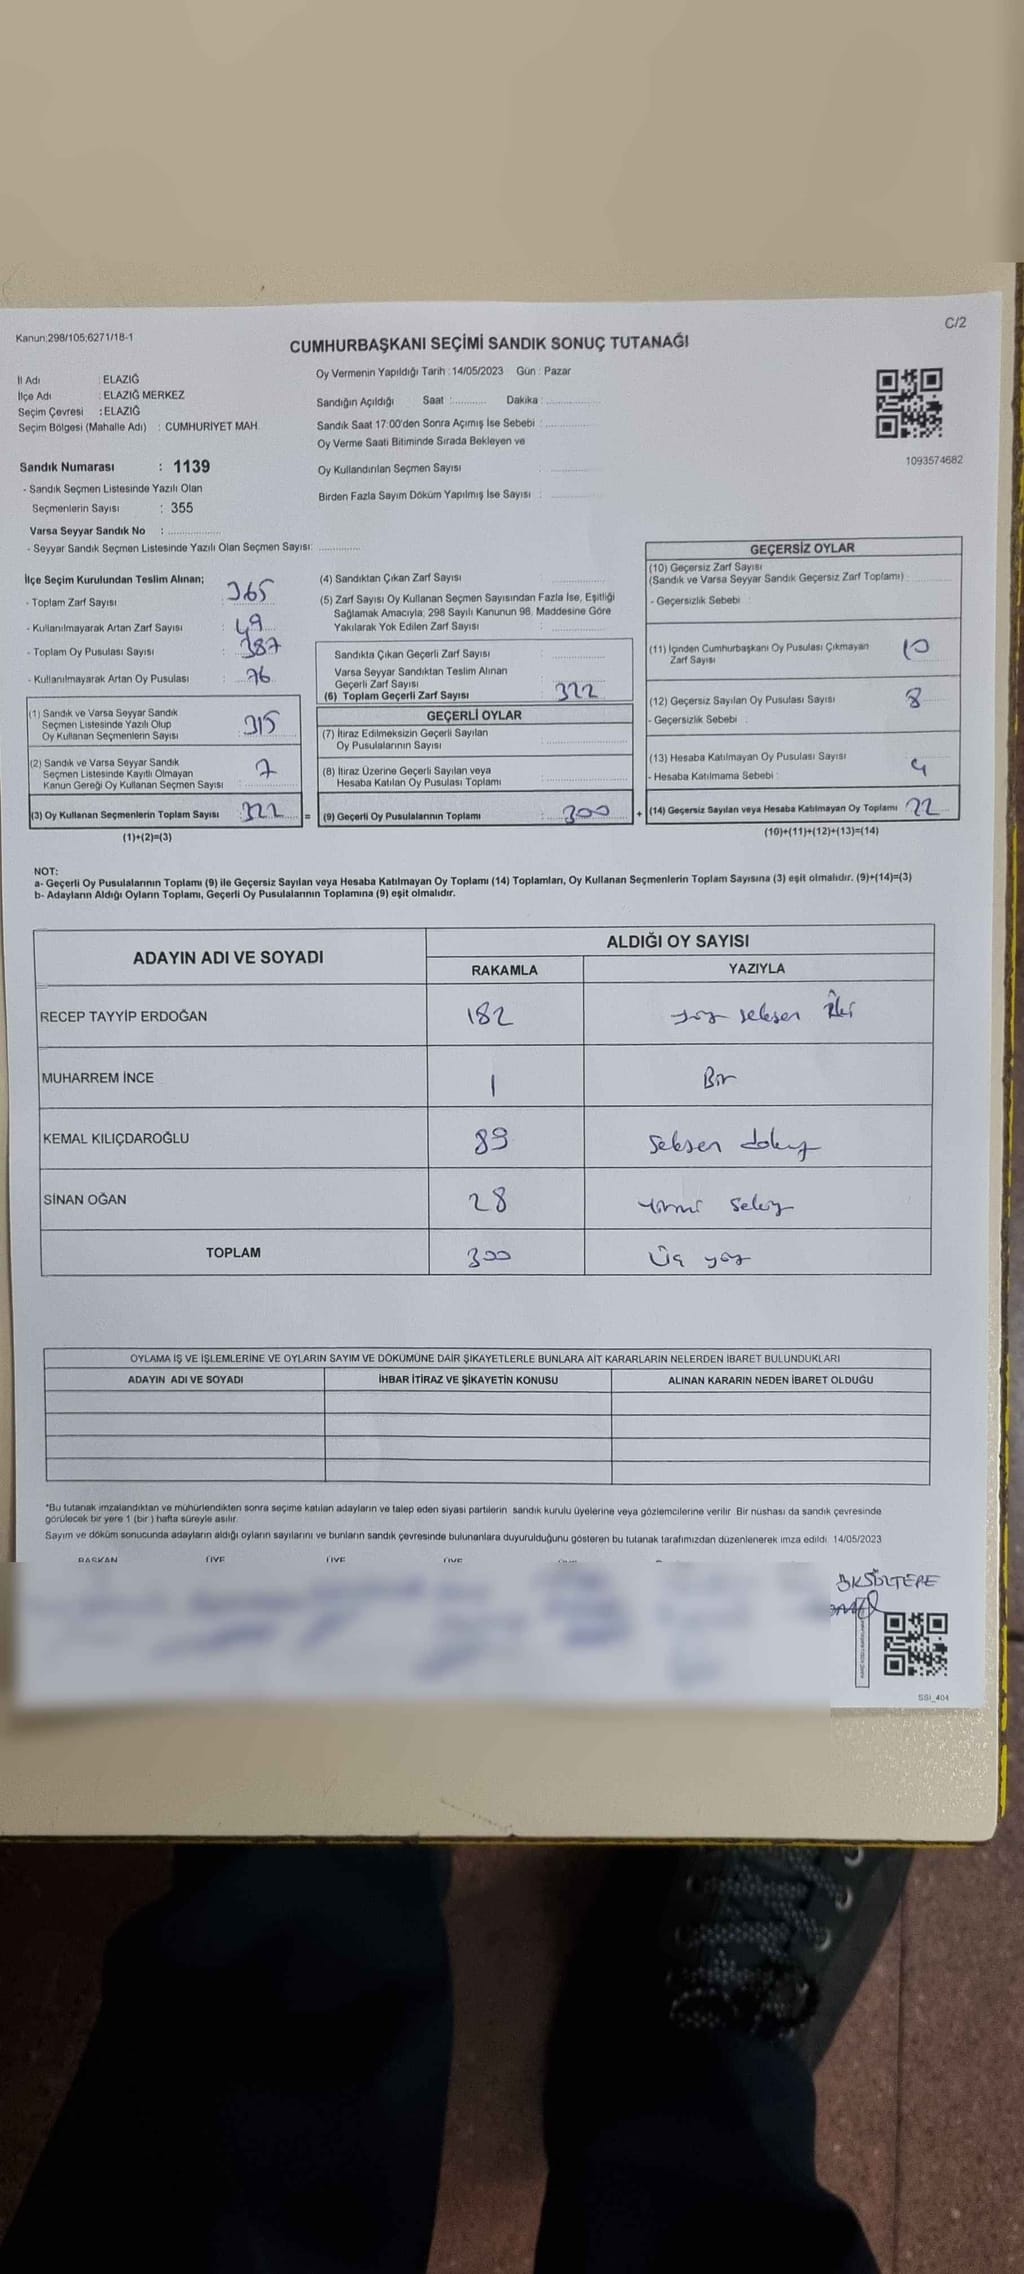 Kanun;298/105;6271/18-1
C/2
CUMHURBAŞKANI SEÇİMİ SANDIK SONUÇ TUTANAĞI
İl Adı : ELAZIĞ
İlçe Adı : ELAZIĞ MERKEZ
Seçim Çevresi : ELAZIĞ
Seçim Bölgesi (Mahalle Adı) : CUMHURİYET MAH.
Oy Vermenin Yapıldığı Tarih : 14/05/2023 Gün : Pazar
Sandığın Açıldığı Saat :........... Dakika :..............
Sandık Saat 17:00'den Sonra Açımış İse Sebebi :..............
Oy Verme Saati Bitiminde Sırada Bekleyen ve
Oy Kullandırılan Seçmen Sayısı :..............
Birden Fazla Sayım Döküm Yapılmış İse Sayısı :..............
1093574682
Sandık Numarası : 1139
- Sandık Seçmen Listesinde Yazılı Olan
Seçmenlerin Sayısı : 355
Varsa Seyyar Sandık No :..............
- Seyyar Sandık Seçmen Listesinde Yazılı Olan Seçmen Sayısı: ..............
İlçe Seçim Kurulundan Teslim Alınan;
- Toplam Zarf Sayısı : 365
- Kullanılmayarak Artan Zarf Sayısı : 49
- Toplam Oy Pusulası Sayısı : 387
- Kullanılmayarak Artan Oy Pusulası : 76
(1) Sandık ve Varsa Seyyar Sandık
Seçmen Listesinde Yazılı Olup
Oy Kullanan Seçmenlerin Sayısı : 315
(2) Sandık ve Varsa Seyyar Sandık
Seçmen Listesinde Kayıtlı Olmayan
Kanun Gereği Oy Kullanan Seçmen Sayısı : 7
(3) Oy Kullanan Seçmenlerin Toplam Sayısı : 322 =
(1)+(2)=(3)
(4) Sandıktan Çıkan Zarf Sayısı :..............
(5) Zarf Sayısı Oy Kullanan Seçmen Sayısından Fazla İse, Eşitliği
Sağlamak Amacıyla; 298 Sayılı Kanunun 98. Maddesine Göre
Yakılarak Yok Edilen Zarf Sayısı :..............
Sandıkta Çıkan Geçerli Zarf Sayısı :..............
Varsa Seyyar Sandıktan Teslim Alınan
Geçerli Zarf Sayısı :
(6) Toplam Geçerli Zarf Sayısı : 322
GEÇERLİ OYLAR
(7) İtiraz Edilmeksizin Geçerli Sayılan
Oy Pusulalarının Sayısı :..............
(8) İtiraz Üzerine Geçerli Sayılan veya
Hesaba Katılan Oy Pusulası Toplamı :..............
(9) Geçerli Oy Pusulalarının Toplamı : 300 +
GEÇERSİZ OYLAR
(10) Geçersiz Zarf Sayısı
(Sandık ve Varsa Seyyar Sandık Geçersiz Zarf Toplamı) :
- Geçersizlik Sebebi :
(11) İçinden Cumhurbaşkanı Oy Pusulası Çıkmayan
Zarf Sayısı 10
(12) Geçersiz Sayılan Oy Pusulası Sayısı 8
- Geçersizlik Sebebi :
(13) Hesaba Katılmayan Oy Pusulası Sayısı 4
- Hesaba Katılmama Sebebi :
(14) Geçersiz Sayılan veya Hesaba Katılmayan Oy Toplamı 22
(10)+(11)+(12)+(13)=(14)
NOT:
a- Geçerli Oy Pusulalarının Toplamı (9) ile Geçersiz Sayılan veya Hesaba Katılmayan Oy Toplamı (14) Toplamları, Oy Kullanan Seçmenlerin Toplam Sayısına (3) eşit olmalıdır. (9)+(14)=(3)
b- Adayların Aldığı Oyların Toplamı, Geçerli Oy Pusulalarının Toplamına (9) eşit olmalıdır.
ADAYIN ADI VE SOYADI ALDIĞI OY SAYISI
RAKAMLA YAZIYLA
RECEP TAYYİP ERDOĞAN 182 yüz seksen iki
MUHARREM İNCE 1 Bir
KEMAL KILIÇDAROĞLU 89 Seksen dokuz
SİNAN OĞAN 28 yirmi sekiz
TOPLAM 300 Üç yüz
OYLAMA İŞ VE İŞLEMLERİNE VE OYLARIN SAYIM VE DÖKÜMÜNE DAİR ŞİKAYETLERLE BUNLARA AİT KARARLARIN NELERDEN İBARET BULUNDUKLARI
ADAYIN ADI VE SOYADI İHBAR İTİRAZ VE ŞİKAYETİN KONUSU ALINAN KARARIN NEDEN İBARET OLDUĞU
*Bu tutanak imzalandıktan ve mühürlendikten sonra seçime katılan adayların ve talep eden siyasi partilerin sandık kurulu üyelerine veya gözlemcilerine verilir. Bir nüshası da sandık çevresinde
görülecek bir yere 1 (bir ) hafta süreyle asılır.
Sayım ve döküm sonucunda adayların aldığı oyların sayılarını ve bunların sandık çevresinde bulunanlara duyurulduğunu gösteren bu tutanak tarafımızdan düzenlenerek imza edildi. 14/05/2023
BAŞKAN ÜYE ÜYE ÜYE
ÖKSÜZTEPE
SSI_404